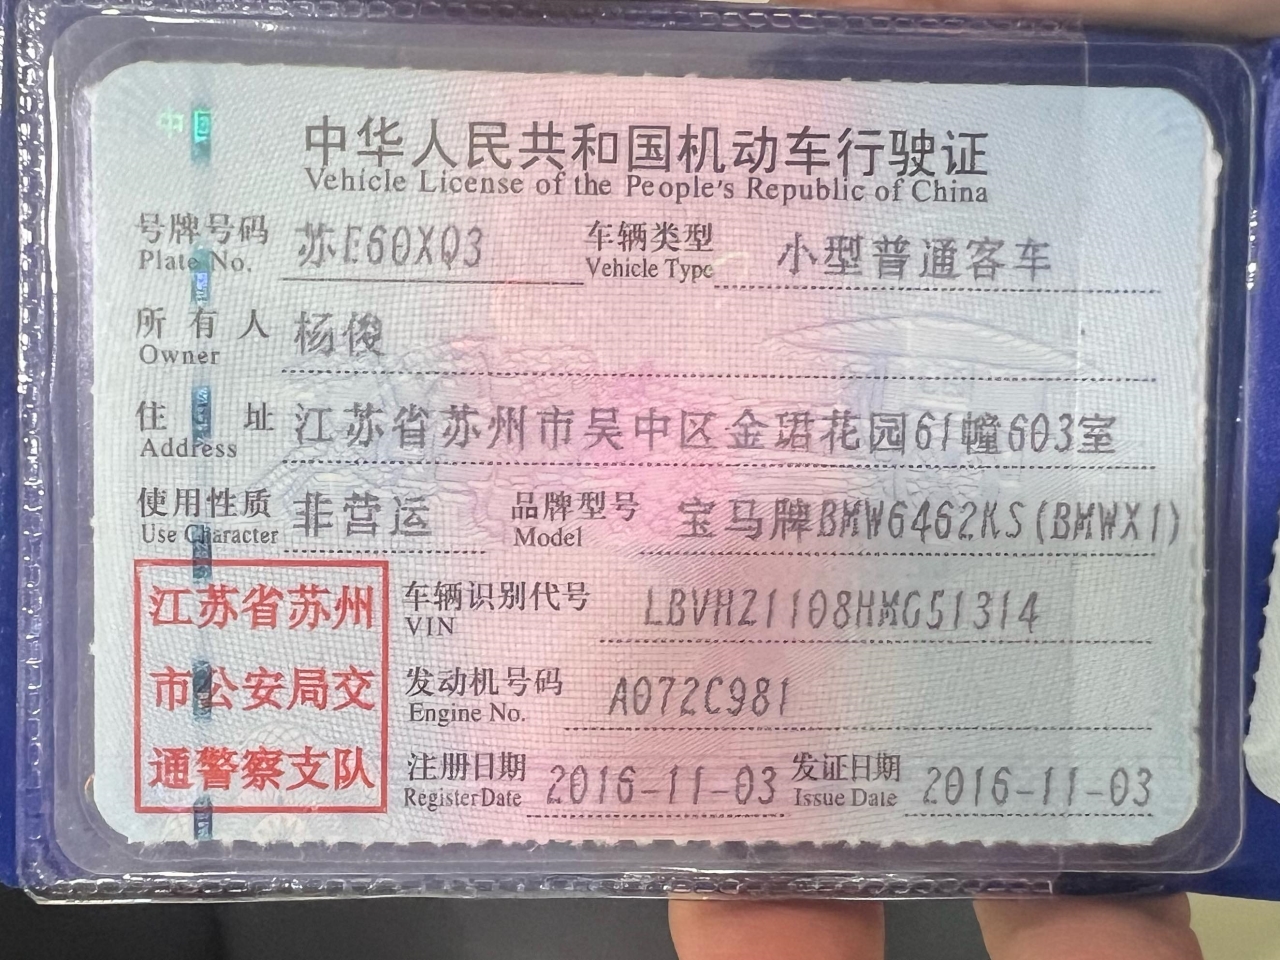 中国
中华人民共和国机动车行驶证
Vehicle License of the People's Republic of China
号牌号码 苏E60XQ3 车辆类型 小型普通客车
Plate No. Vehicle Type
所有人 杨俊
Owner
住址 江苏省苏州市吴中区金珺花园61幢603室
Address
使用性质 非营运 品牌型号 宝马牌BMW6462KS(BMWX1)
Use Character Model
江苏省苏州
市公安局交
通警察支队
车辆识别代号 LBVH21108HMG51314
VIN
发动机号码 A072C981
Engine No.
注册日期 2016-11-03 发证日期 2016-11-03
Register Date Issue Date